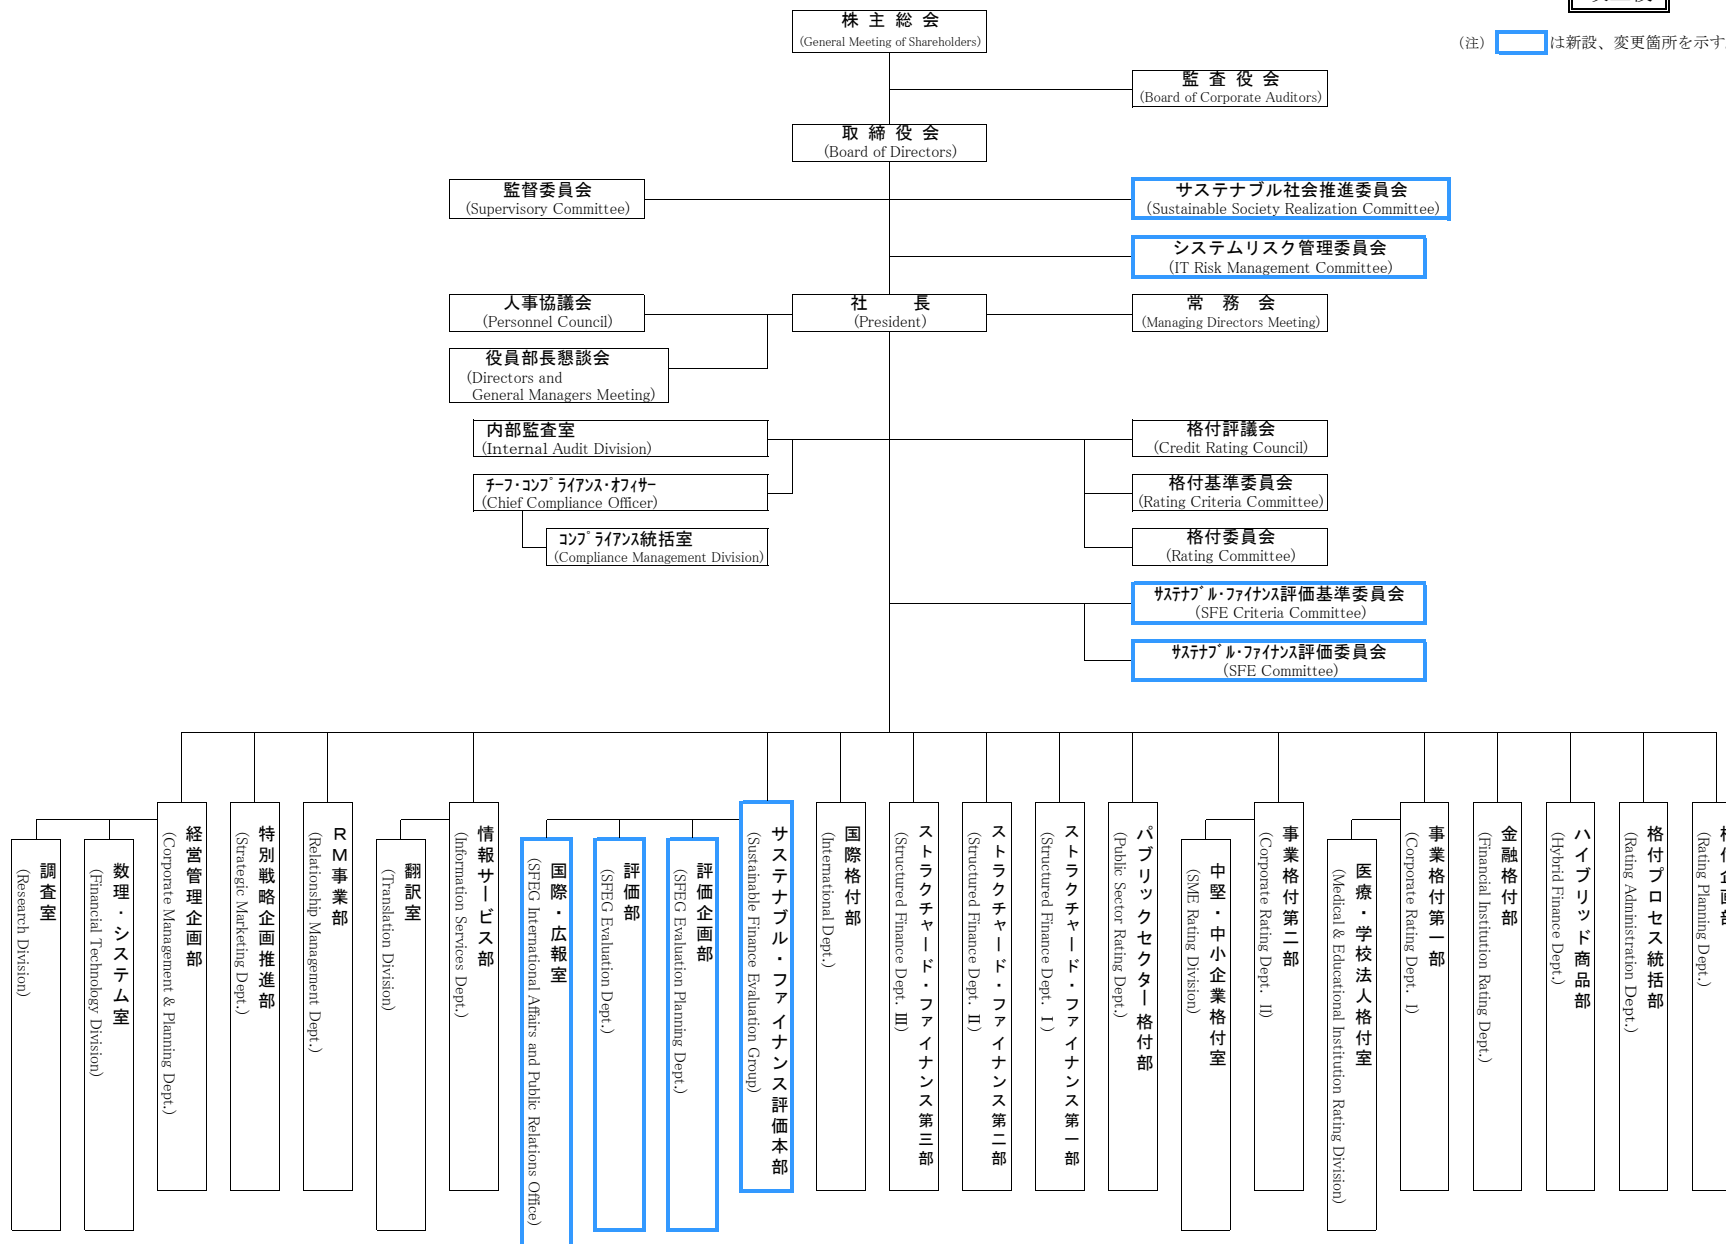 株 主 総 会
(General Meeting of Shareholders)
(注) は新設、変更箇所を示す
監 査 役 会
(Board of Corporate Auditors)
取 締 役 会
(Board of Directors)
監督委員会
(Supervisory Committee)
サステナブル社会推進委員会
(Sustainable Society Realization Committee)
システムリスク管理委員会
(IT Risk Management Committee)
人事協議会
(Personnel Council)
社 長
(President)
常 務 会
(Managing Directors Meeting)
役員部長懇談会
(Directors and
General Managers Meeting)
内部監査室
(Internal Audit Division)
格付評議会
(Credit Rating Council)
ﾁｰﾌ･ｺﾝﾌﾟﾗｲｱﾝｽ･ｵﾌｨｻｰ
(Chief Compliance Officer)
格付基準委員会
(Rating Criteria Committee)
ｺﾝﾌﾟﾗｲｱﾝｽ統括室
(Compliance Management Division)
格付委員会
(Rating Committee)
ｻｽﾃﾅﾌﾞﾙ･ﾌｧｲﾅﾝｽ評価基準委員会
(SFE Criteria Committee)
ｻｽﾃﾅﾌﾞﾙ･ﾌｧｲﾅﾝｽ評価委員会
(SFE Committee)
調査室
(Research Division)
数理・システム室
(Financial Technology Division)
経営管理企画部
(Corporate Management & Planning Dept.)
特別戦略企画推進部
(Strategic Marketing Dept.)
ＲＭ事業部
(Relationship Management Dept.)
翻訳室
(Translation Division)
情報サービス部
(Information Services Dept.)
国際・広報室
(SFEG International Affairs and Public Relations Office)
評価部
(SFEG Evaluation Dept.)
評価企画部
(SFEG Evaluation Planning Dept.)
サステナブル・ファイナンス評価本部
(Sustainable Finance Evaluation Group)
国際格付部
(International Dept.)
ストラクチャード・ファイナンス第三部
(Structured Finance Dept. Ⅲ)
ストラクチャード・ファイナンス第二部
(Structured Finance Dept. Ⅱ)
ストラクチャード・ファイナンス第一部
(Structured Finance Dept. Ⅰ)
パブリックセクター格付部
(Public Sector Rating Dept.)
中堅・中小企業格付室
(SME Rating Division)
事業格付第二部
(Corporate Rating Dept. Ⅱ)
医療・学校法人格付室
(Medical & Educational Institution Rating Division)
事業格付第一部
(Corporate Rating Dept. Ⅰ)
金融格付部
(Financial Institution Rating Dept.)
ハイブリッド商品部
(Hybrid Finance Dept.)
格付プロセス統括部
(Rating Administration Dept.)
(Rating Planning Dept.)